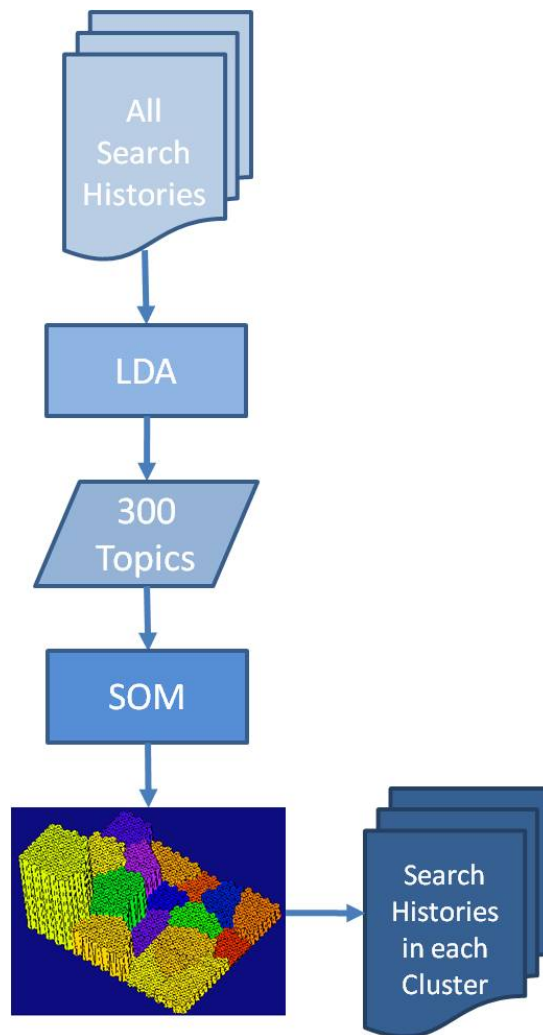 All
Search
Histories
LDA
300
Topics
SOM
Search
Histories
in each
Cluster